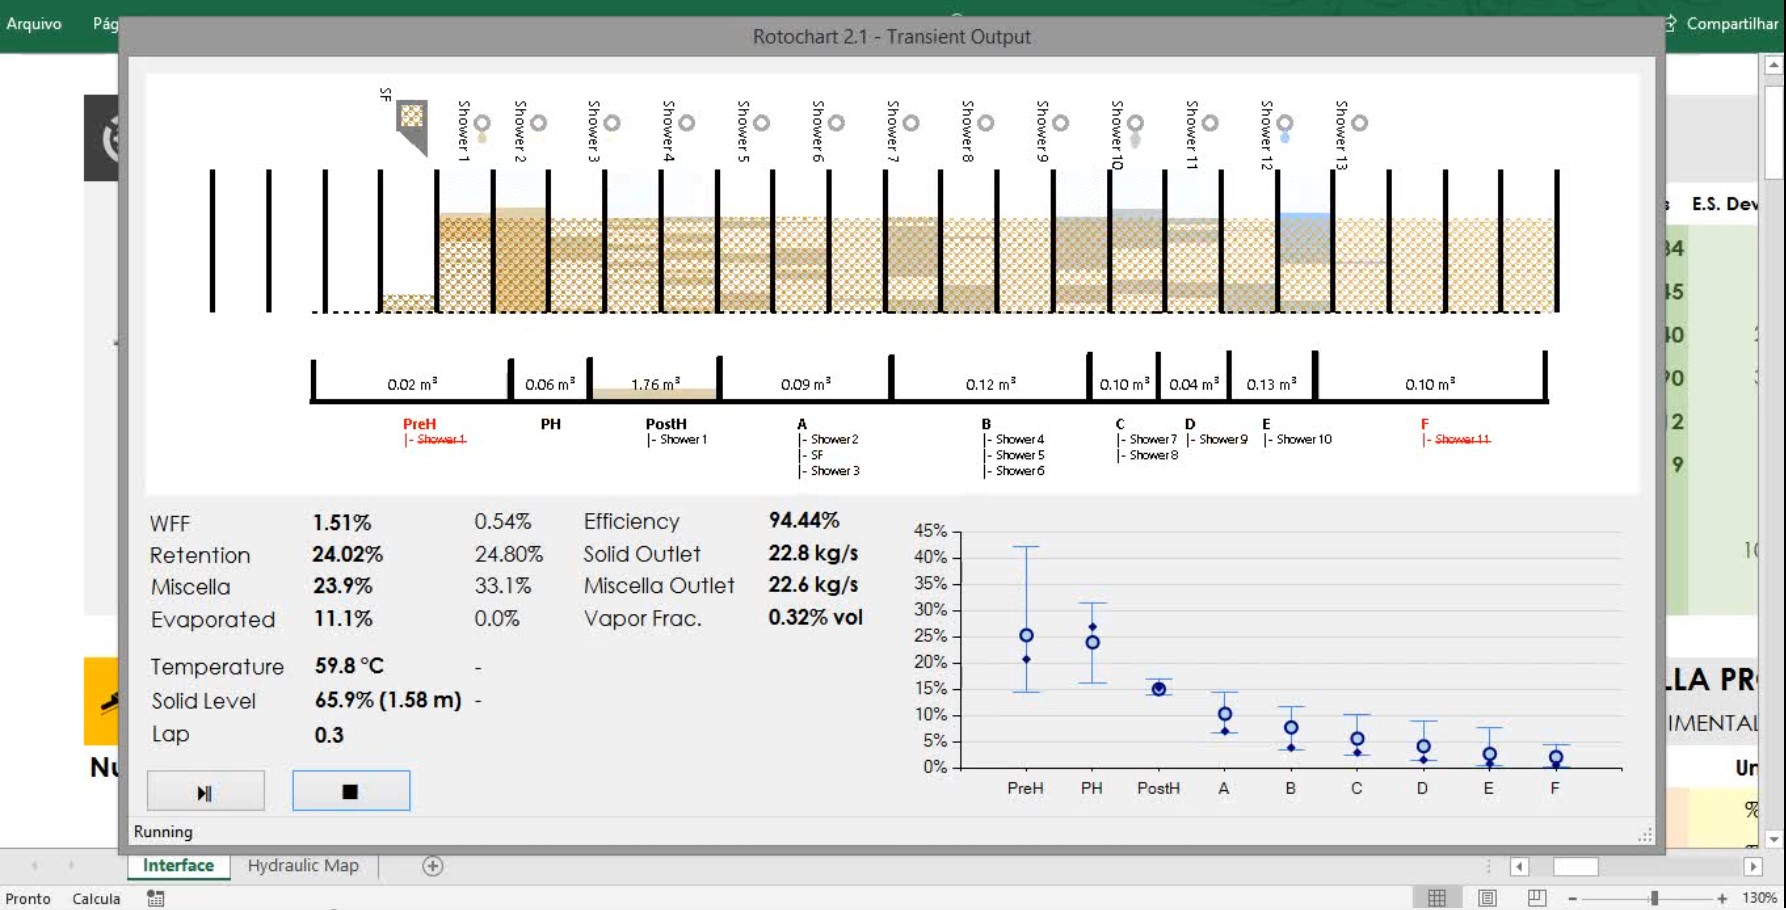 Arquivo
Pág
Compartilhar
Rotochart 2.1 - Transient Output
SF
Shower 1
Shower 2
Shower 3
Shower 4
Shower 5
Shower 6
Shower 7
Shower 8
Shower 9
Shower 10
Shower 11
Shower 12
Shower 13
E.S. Dev
0.02 m³ 0.06 m³ 1.76 m³ 0.09 m³ 0.12 m³ 0.10 m³ 0.04 m³ 0.13 m³ 0.10 m³
PreH PH PostH A B C D E F
|- Shower 1 |- Shower 1 |- Shower 2 |- Shower 4 |- Shower 7 |- Shower 9 |- Shower 10 |- Shower 11
|- SF |- Shower 5 |- Shower 8
|- Shower 3 |- Shower 6
WFF 1.51% 0.54% Efficiency 94.44%
Retention 24.02% 24.80% Solid Outlet 22.8 kg/s
Miscella 23.9% 33.1% Miscella Outlet 22.6 kg/s
Evaporated 11.1% 0.0% Vapor Frac. 0.32% vol
Temperature 59.8 °C -
Solid Level 65.9% (1.58 m) -
Lap 0.3
45%
40%
35%
30%
25%
20%
15%
10%
5%
0%
PreH PH PostH A B C D E F
LLA PR
IMENTAL
Nu
Un
%
Running
Interface Hydraulic Map
Pronto Calcula 130%